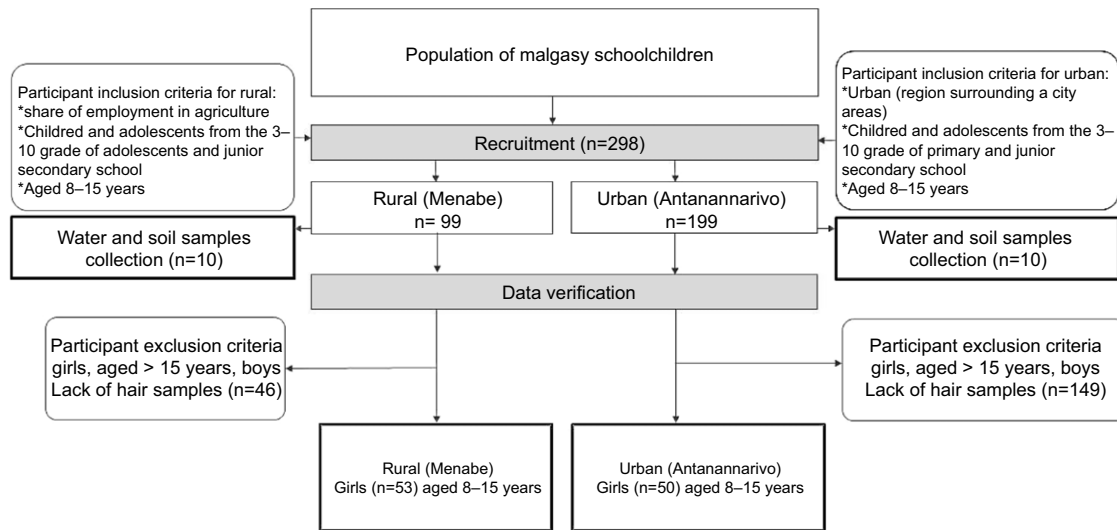 Population of malgasy schoolchildren
Participant inclusion criteria for rural:
*share of employment in agriculture
*Childred and adolescents from the 3–
10 grade of adolescents and junior
secondary school
*Aged 8–15 years
Participant inclusion criteria for urban:
*Urban (region surrounding a city
areas)
*Children and adolescents from the 3–
10 grade of primary and junior
secondary school
*Aged 8–15 years
Recruitment (n=298)
Rural (Menabe)
n= 99
Urban (Antanannarivo)
n=199
Water and soil samples
collection (n=10)
Water and soil samples
collection (n=10)
Data verification
Participant exclusion criteria
girls, aged > 15 years, boys
Lack of hair samples (n=46)
Participant exclusion criteria
girls, aged > 15 years, boys
Lack of hair samples (n=149)
Rural (Menabe)
Girls (n=53) aged 8–15 years
Urban (Antanannarivo)
Girls (n=50) aged 8–15 years